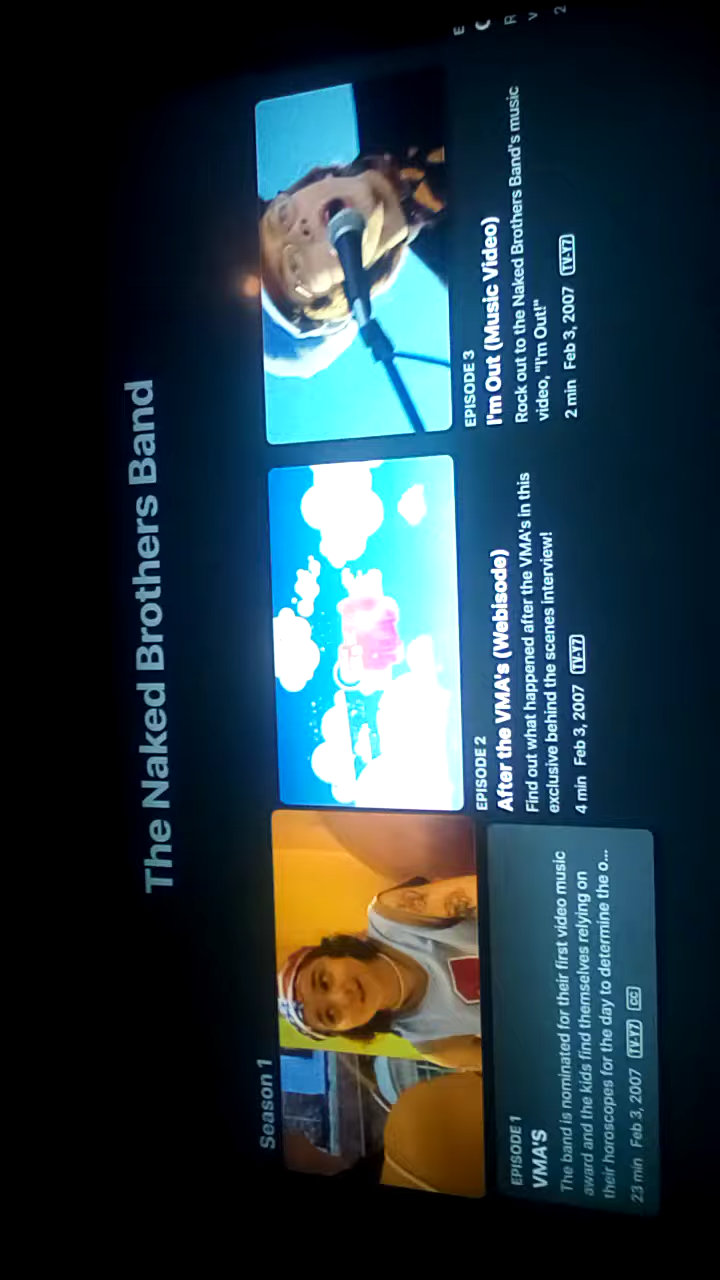 The Naked Brothers Band
Season 1
EPISODE 1
VMA'S
The band is nominated for their first video music
award and the kids find themselves relying on
their horoscopes for the day to determine the o...
23 min Feb 3, 2007 TV-Y7 CC
EPISODE 2
After the VMA's (Webisode)
Find out what happened after the VMA's in this
exclusive behind the scenes interview!
4 min Feb 3, 2007 TV-Y7
EPISODE 3
I'm Out (Music Video)
Rock out to the Naked Brothers Band's music
video, "I'm Out!"
2 min Feb 3, 2007 TV-Y7